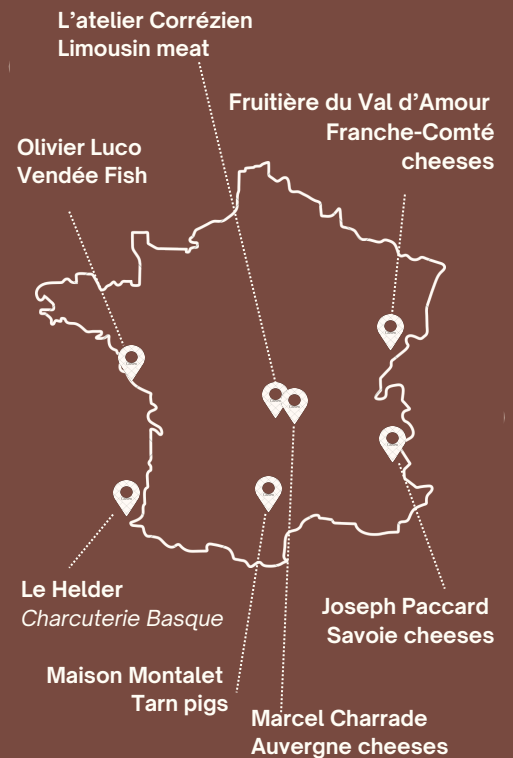 L’atelier Corrézien
Limousin meat
Fruitière du Val d’Amour
Franche-Comté
cheeses
Olivier Luco
Vendée Fish
Le Helder
Charcuterie Basque
Joseph Paccard
Savoie cheeses
Maison Montalet
Tarn pigs
Marcel Charrade
Auvergne cheeses